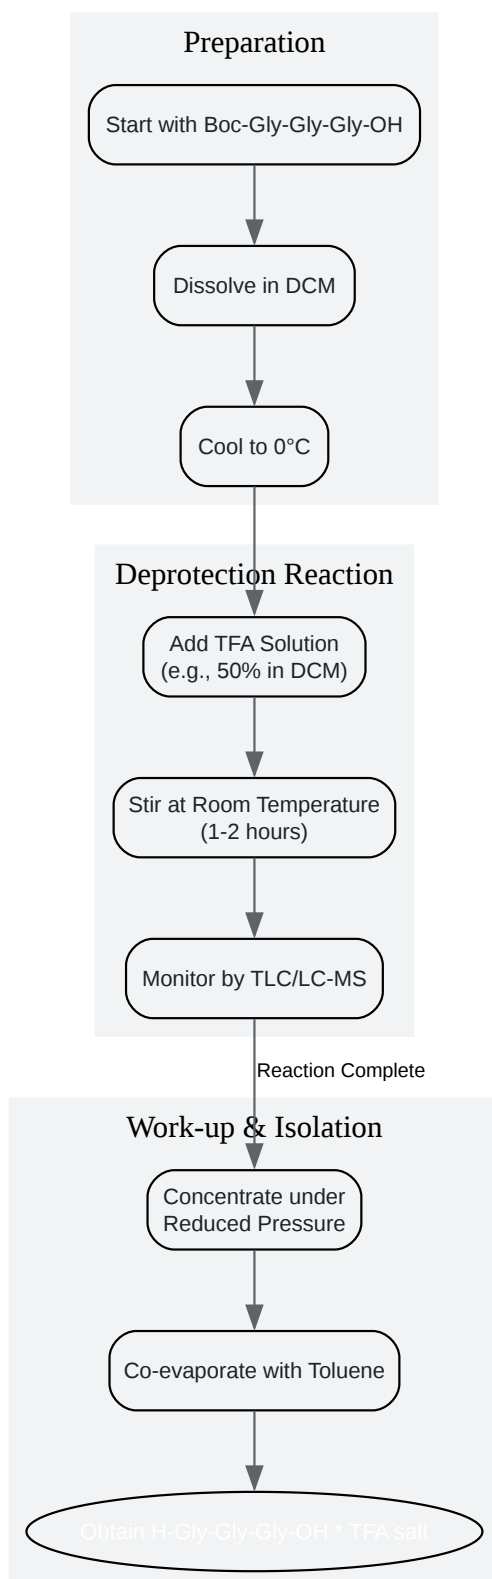 Preparation
Start with Boc-Gly-Gly-Gly-OH
Dissolve in DCM
Cool to 0°C
Deprotection Reaction
Add TFA Solution
(e.g., 50% in DCM)
Stir at Room Temperature
(1-2 hours)
Monitor by TLC/LC-MS
Reaction Complete
Work-up & Isolation
Concentrate under
Reduced Pressure
Co-evaporate with Toluene
Obtain H-Gly-Gly-Gly-OH * TFA salt